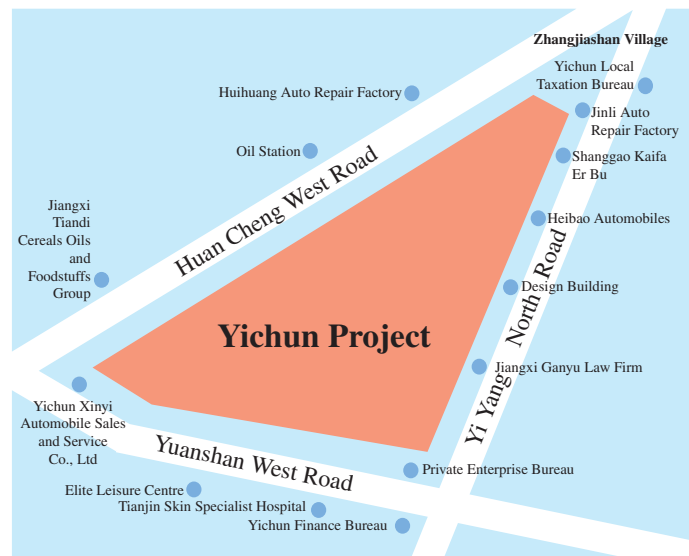 Zhangjiashan Village
Yichun Local
Taxation Bureau
Huihuang Auto Repair Factory
Jinli Auto
Repair Factory
Oil Station
Shanggao Kaifa
Er Bu
Huan Cheng West Road
Jiangxi
Tiandi
Cereals Oils
and
Foodstuffs
Group
Heibao Automobiles
Yi Yang North Road
Design Building
Yichun Project
Jiangxi Ganyu Law Firm
Yichun Xinyi
Automobile Sales
and Service
Co., Ltd
Yuanshan West Road
Private Enterprise Bureau
Elite Leisure Centre
Tianjin Skin Specialist Hospital
Yichun Finance Bureau